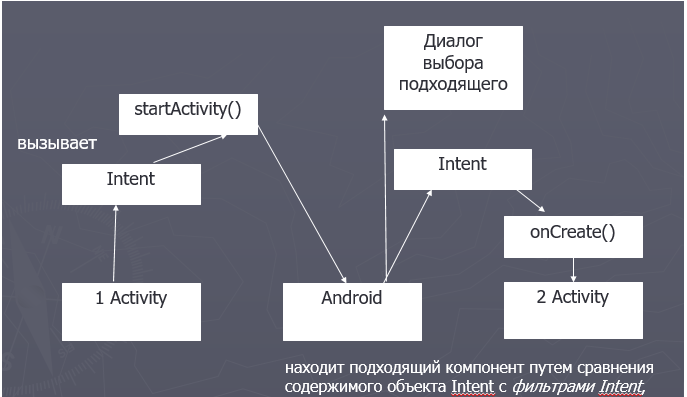 Диалог
выбора
подходящего
startActivity()
вызывает
Intent
Intent
onCreate()
1 Activity
Android
2 Activity
находит подходящий компонент путем сравнения
содержимого объекта Intent с фильтрами Intent,